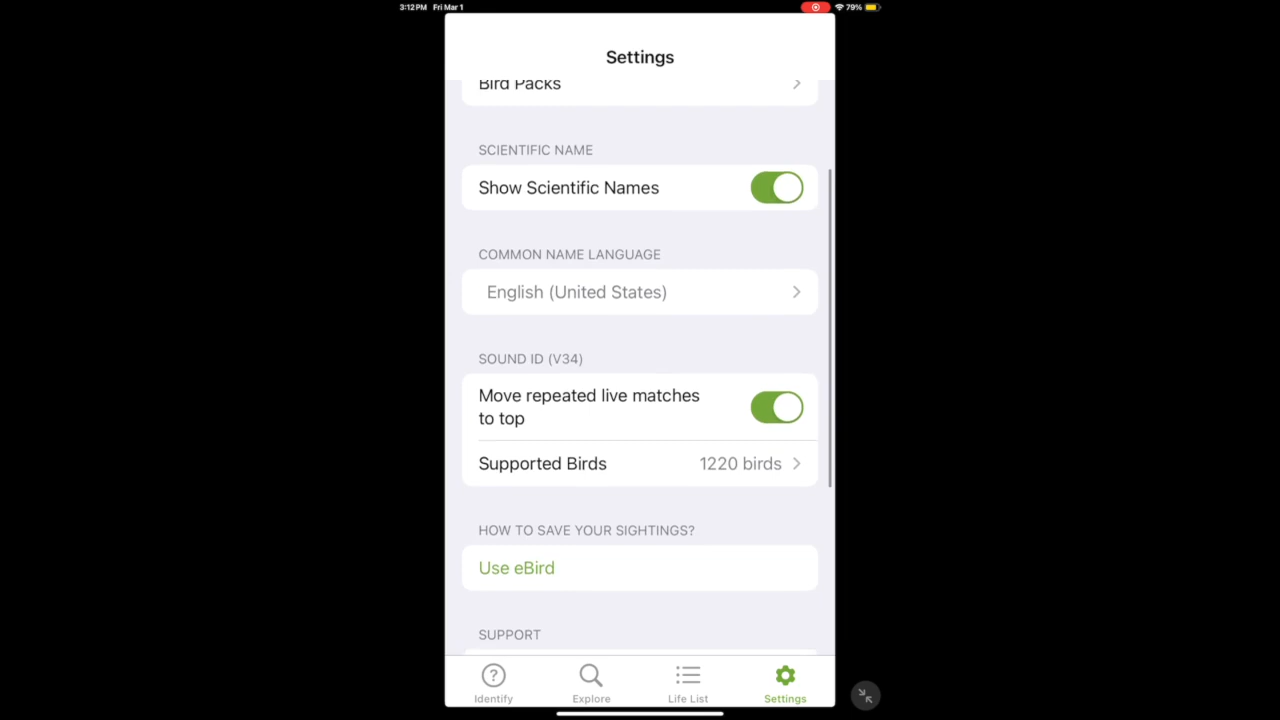 3:12 PM Fri Mar 1
79%
Settings
Bird Packs
SCIENTIFIC NAME
Show Scientific Names
COMMON NAME LANGUAGE
English (United States)
SOUND ID (V34)
Move repeated live matches
to top
Supported Birds 1220 birds
HOW TO SAVE YOUR SIGHTINGS?
Use eBird
SUPPORT
Identify Explore Life List Settings